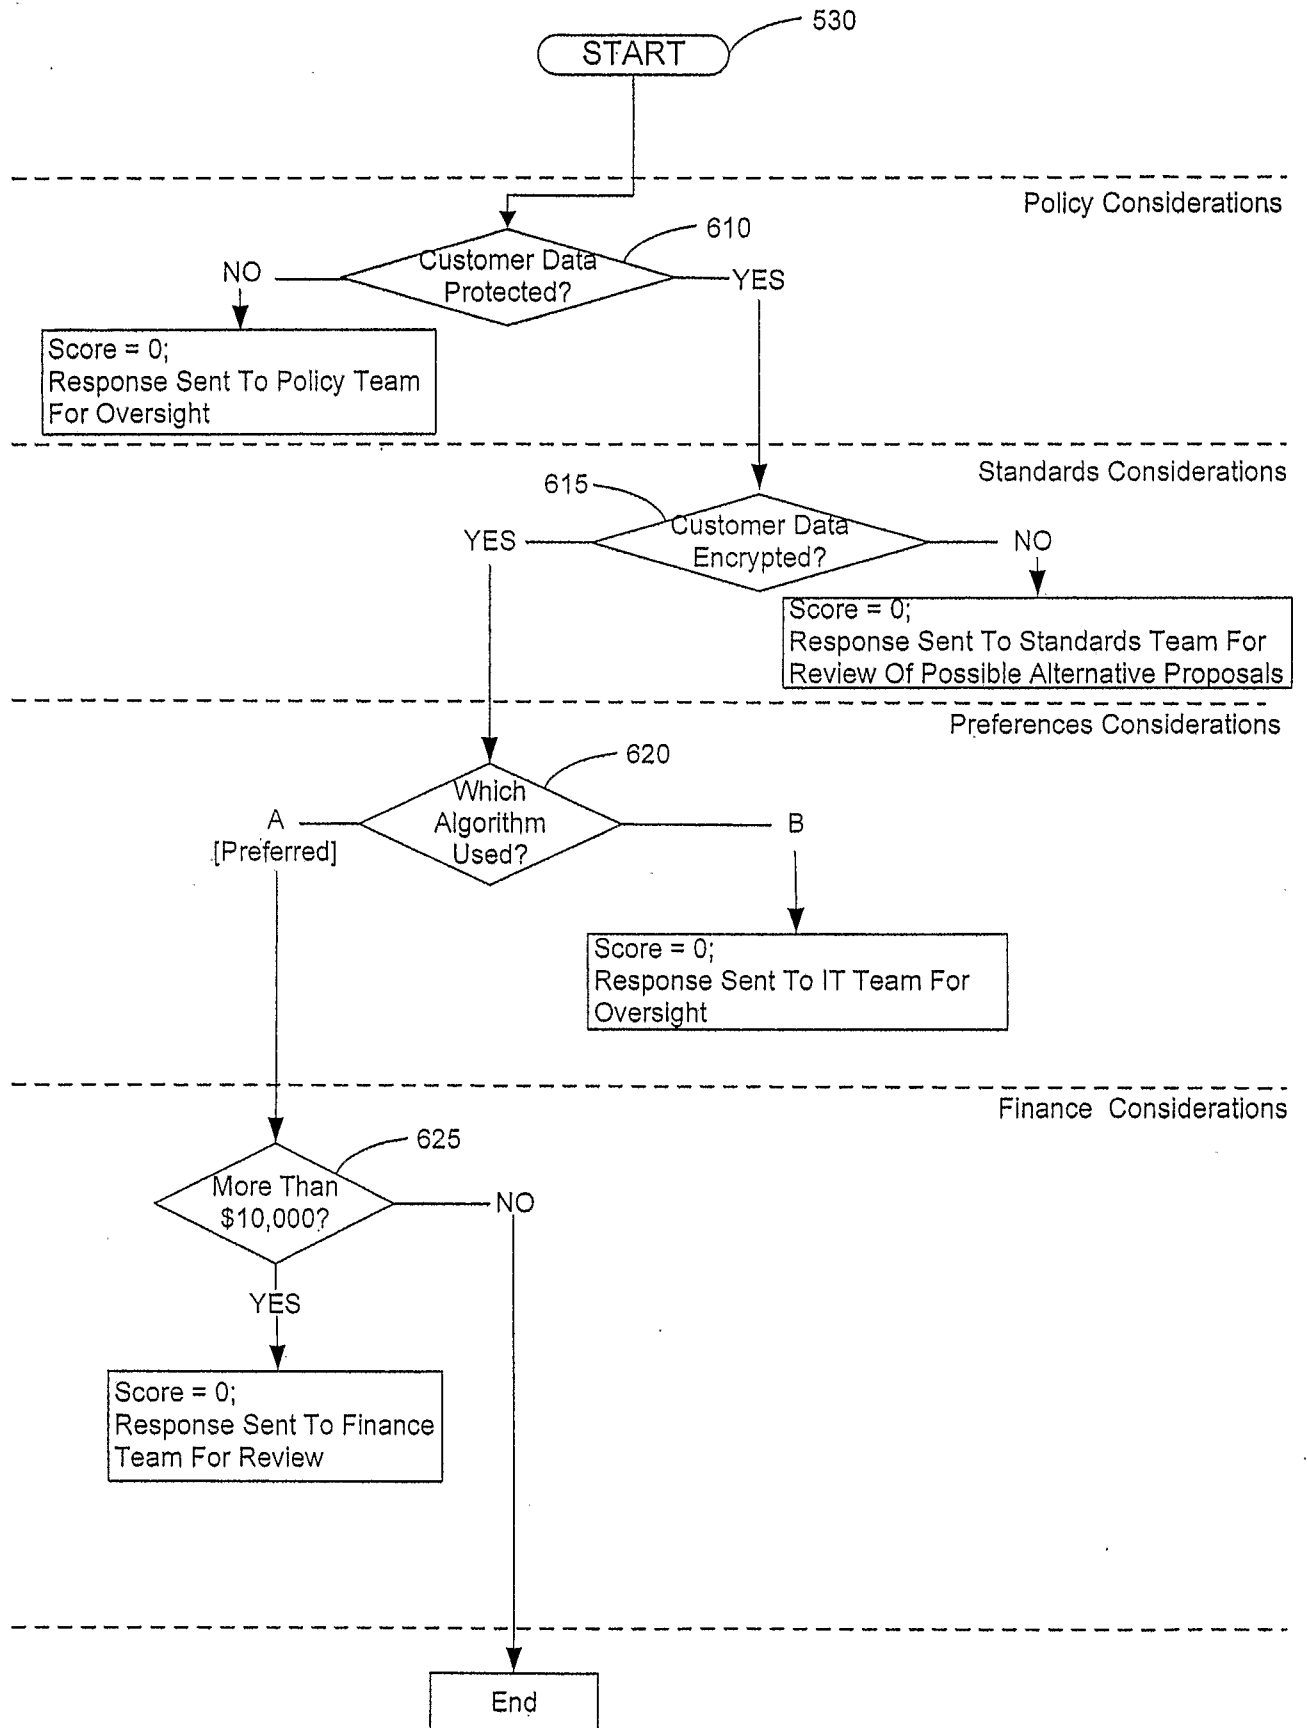 530
START
Policy Considerations
610
Customer Data
Protected?
NO
YES
Score = 0;
Response Sent To Policy Team
For Oversight
Standards Considerations
615
Customer Data
Encrypted?
YES
NO
Score = 0;
Response Sent To Standards Team For
Review Of Possible Alternative Proposals
Preferences Considerations
620
Which
Algorithm
Used?
A
[Preferred]
B
Score = 0;
Response Sent To IT Team For
Oversight
Finance Considerations
625
More Than
$10,000?
NO
YES
Score = 0;
Response Sent To Finance
Team For Review
End